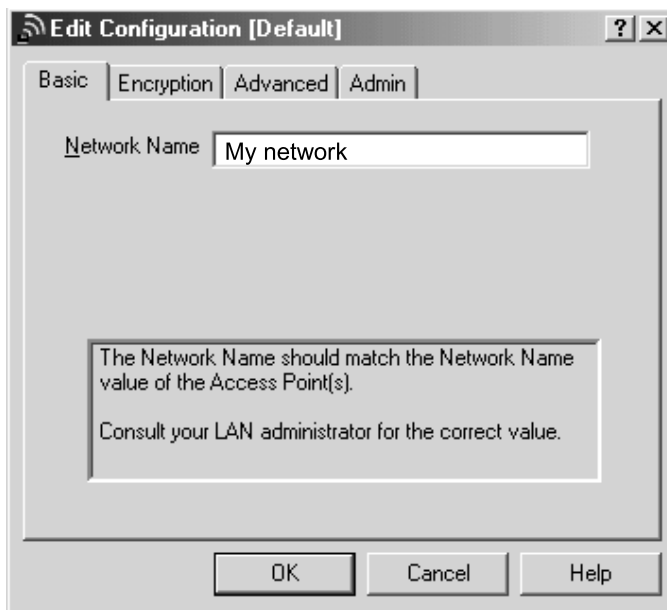 Edit Configuration [Default]
? X
Basic Encryption Advanced Admin
Network Name My network
The Network Name should match the Network Name
value of the Access Point(s).
Consult your LAN administrator for the correct value.
OK Cancel Help